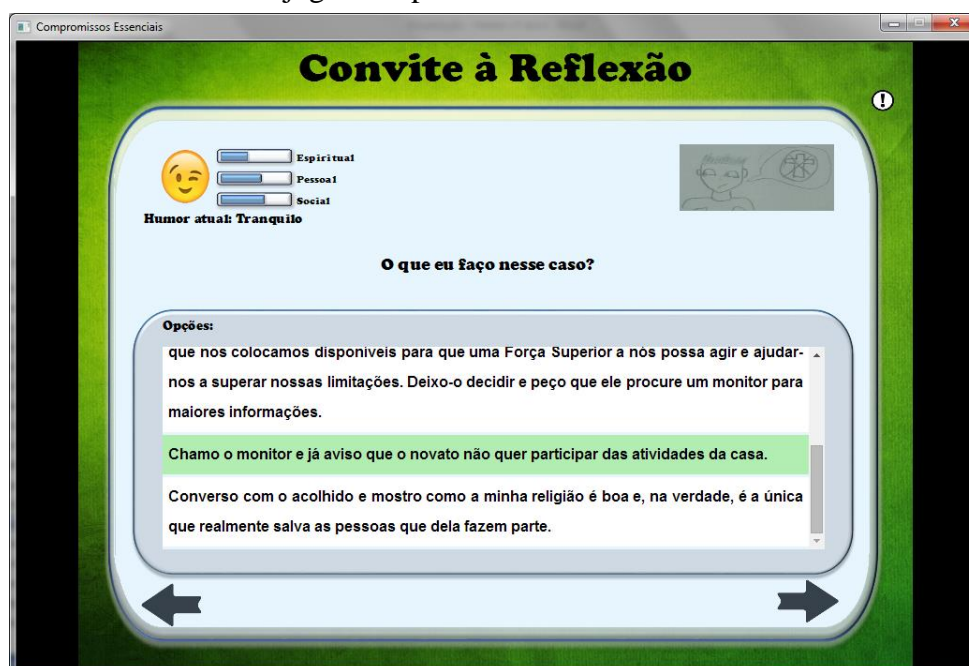 Compromissos Essenciais
Convite à Reflexão
Espiritual
Pessoal
Social
Humor atual: Tranquilo
O que eu faço nesse caso?
Opções:
que nos colocamos disponíveis para que uma Força Superior a nós possa agir e ajudar-
nos a superar nossas limitações. Deixo-o decidir e peço que ele procure um monitor para
maiores informações.
Chamo o monitor e já aviso que o novato não quer participar das atividades da casa.
Converso com o acolhido e mostro como a minha religião é boa e, na verdade, é a única
que realmente salva as pessoas que dela fazem parte.